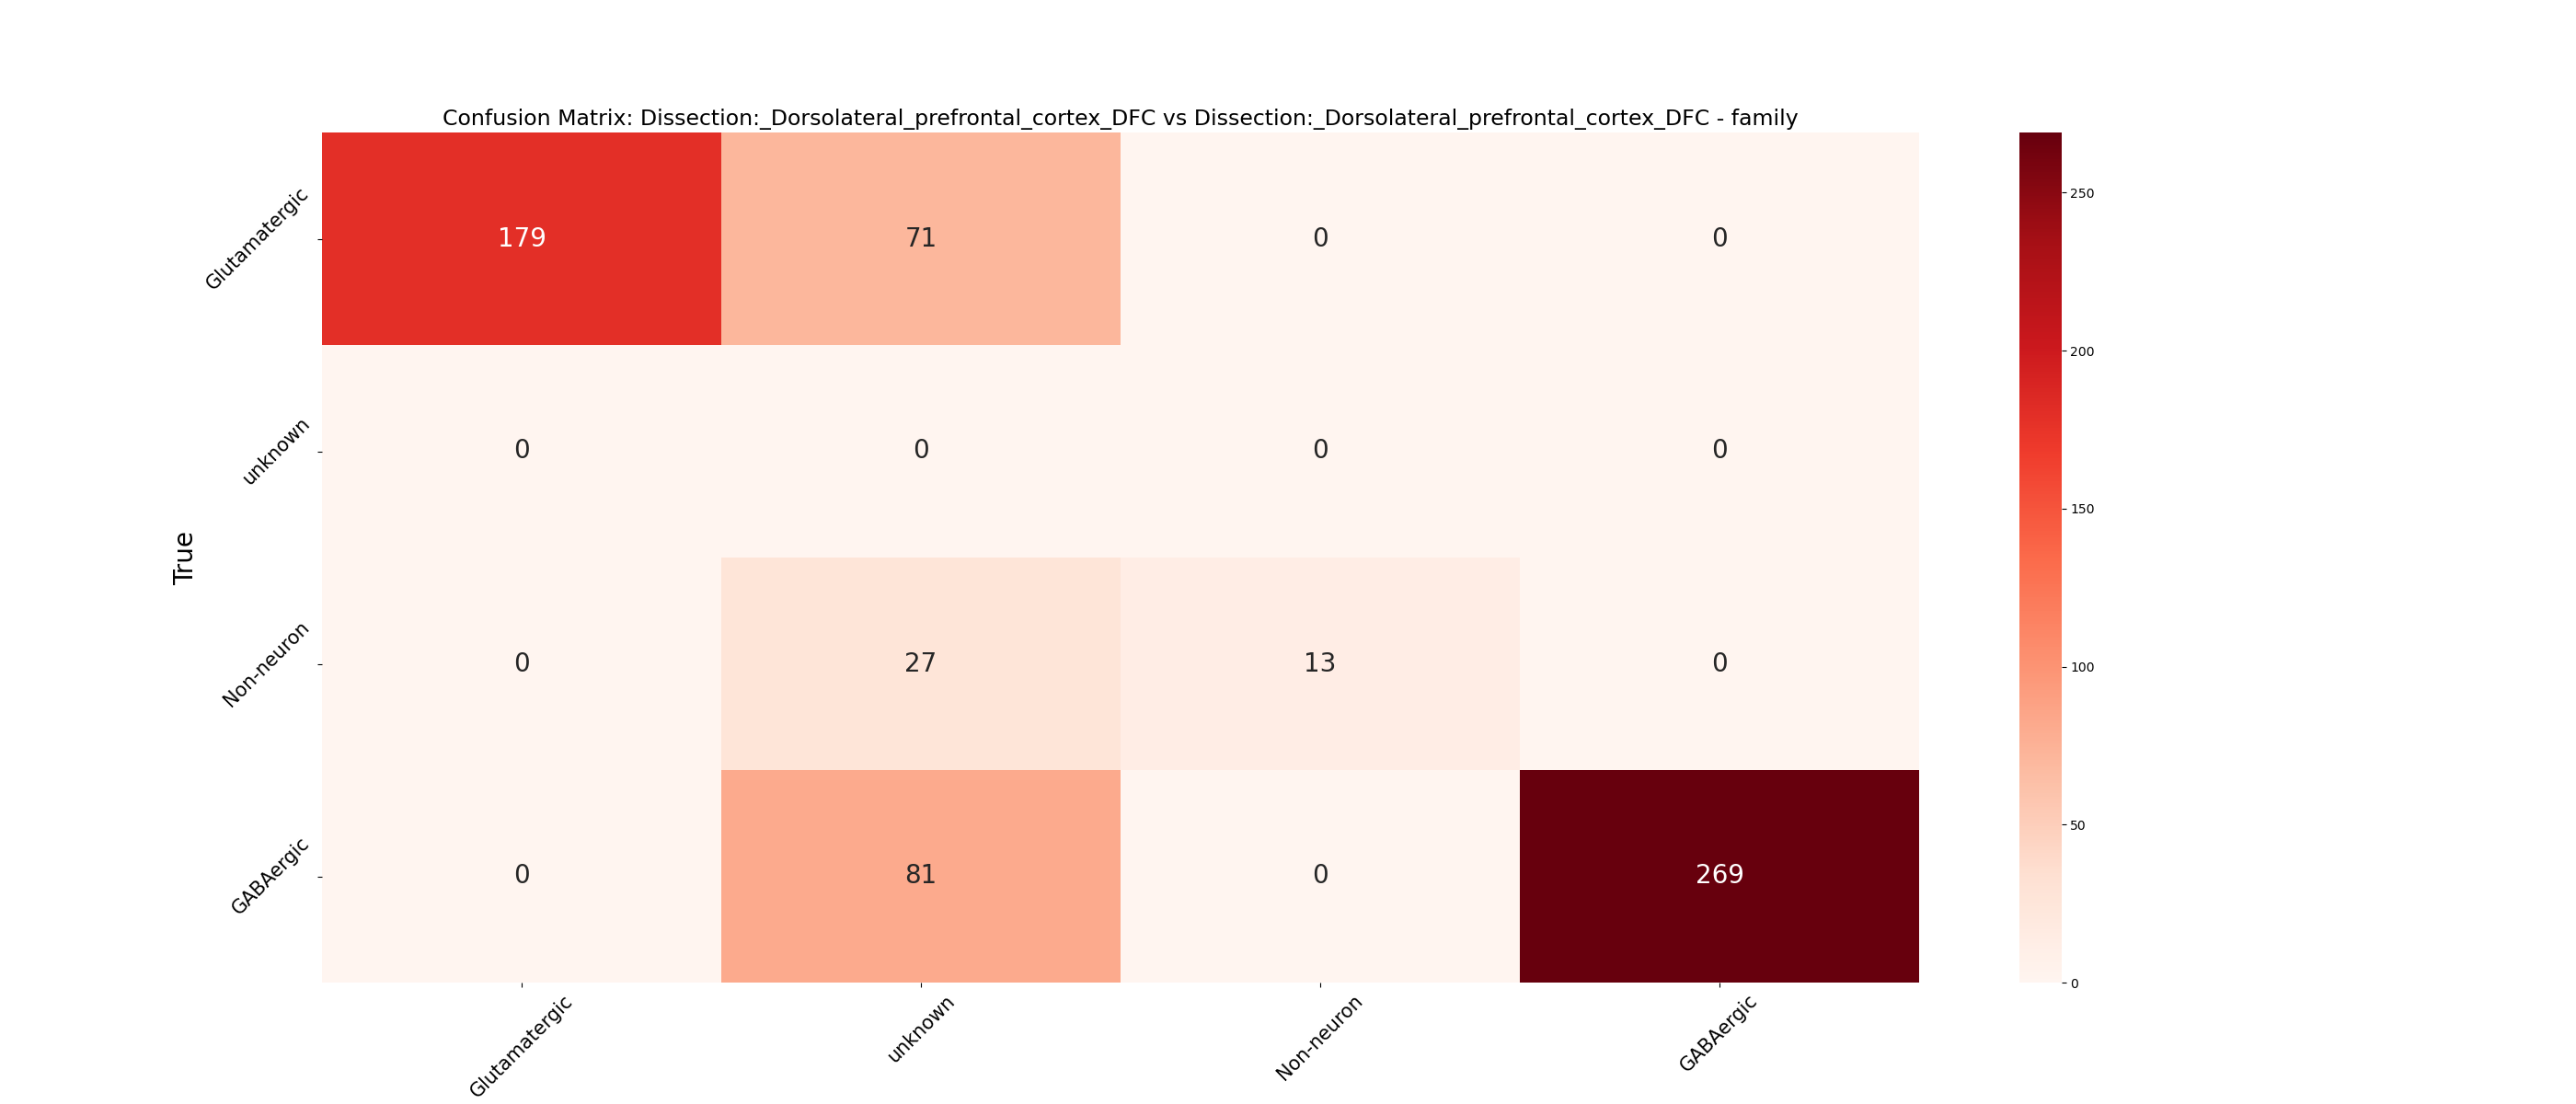 Confusion Matrix: Dissection:_Dorsolateral_prefrontal_cortex_DFC vs Dissection:_Dorsolateral_prefrontal_cortex_DFC - family
True
Glutamatergic
179 71 0 0
unknown
0 0 0 0
Non-neuron
0 27 13 0
GABAergic
0 81 0 269
Glutamatergic unknown Non-neuron GABAergic
250
200
150
100
50
0